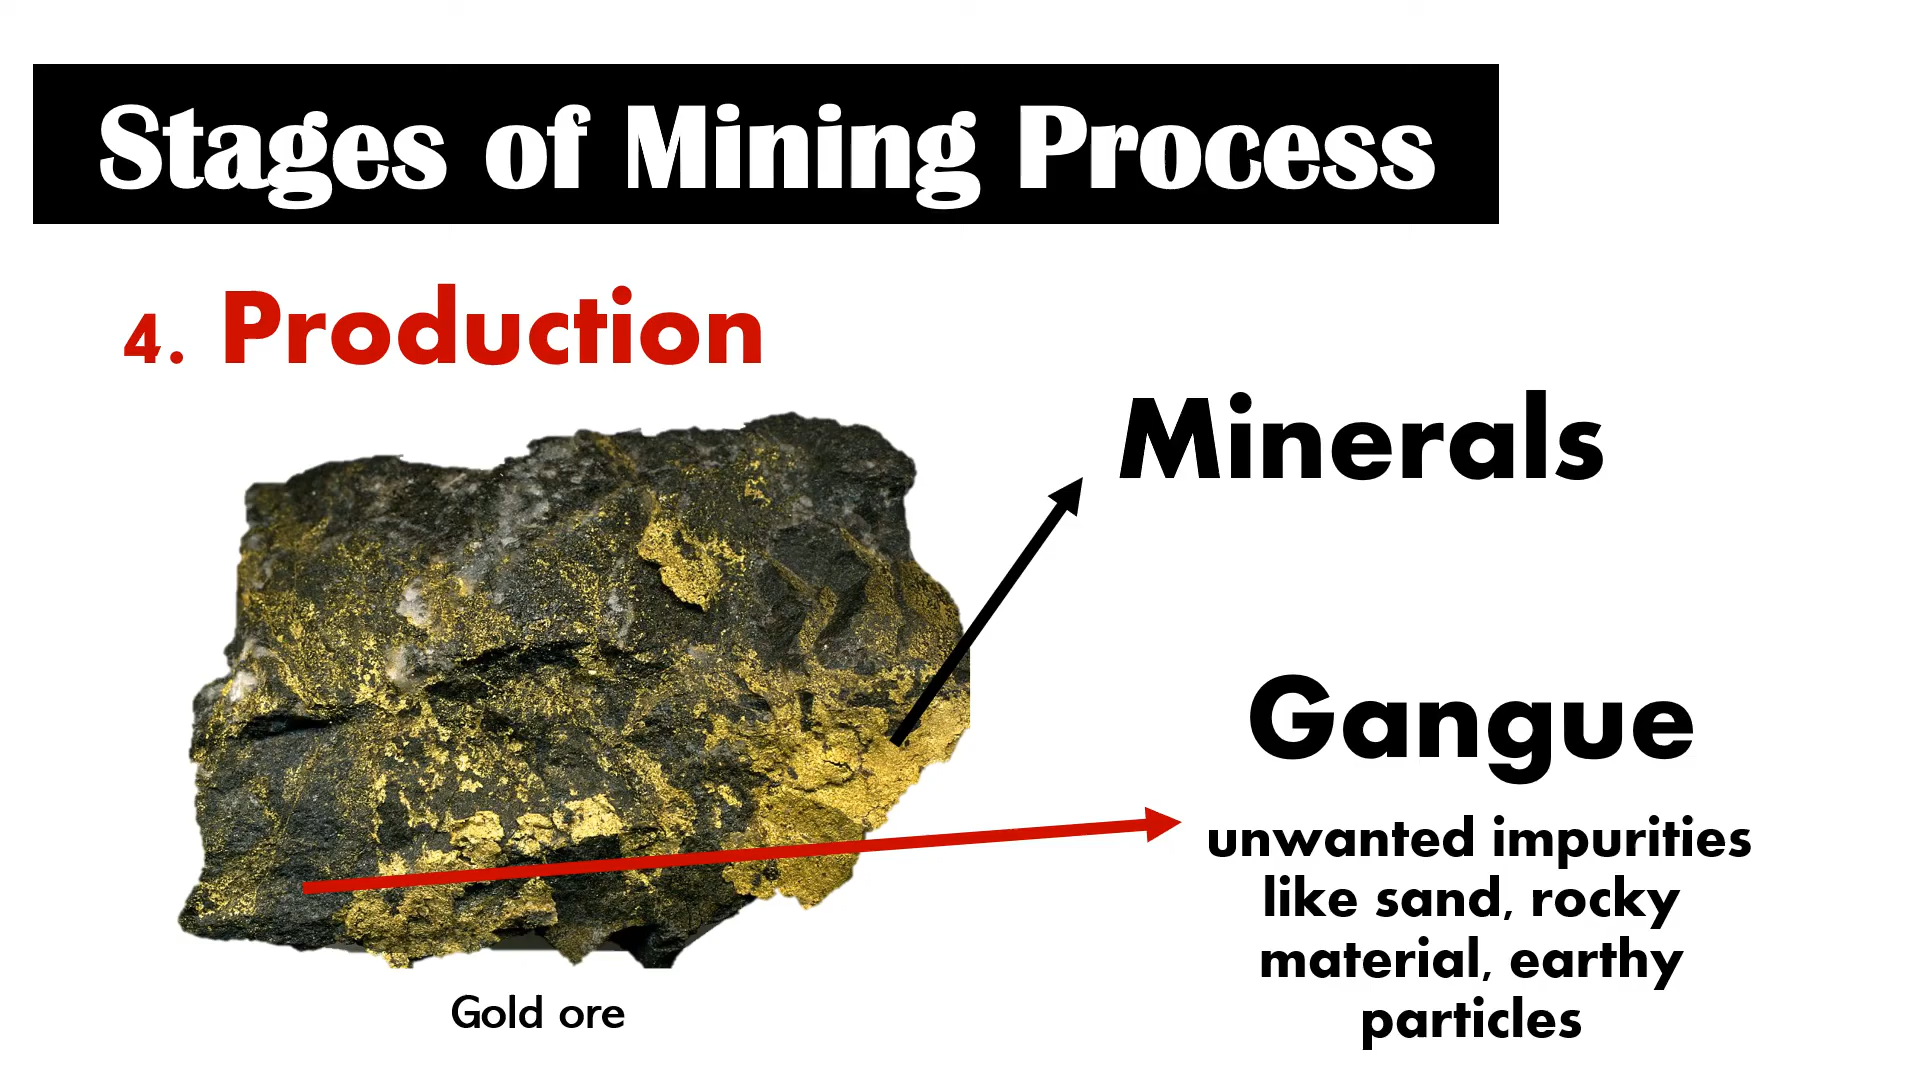 Stages of Mining Process
4. Production
Minerals
Gangue
unwanted impurities
like sand, rocky
material, earthy
particles
Gold ore